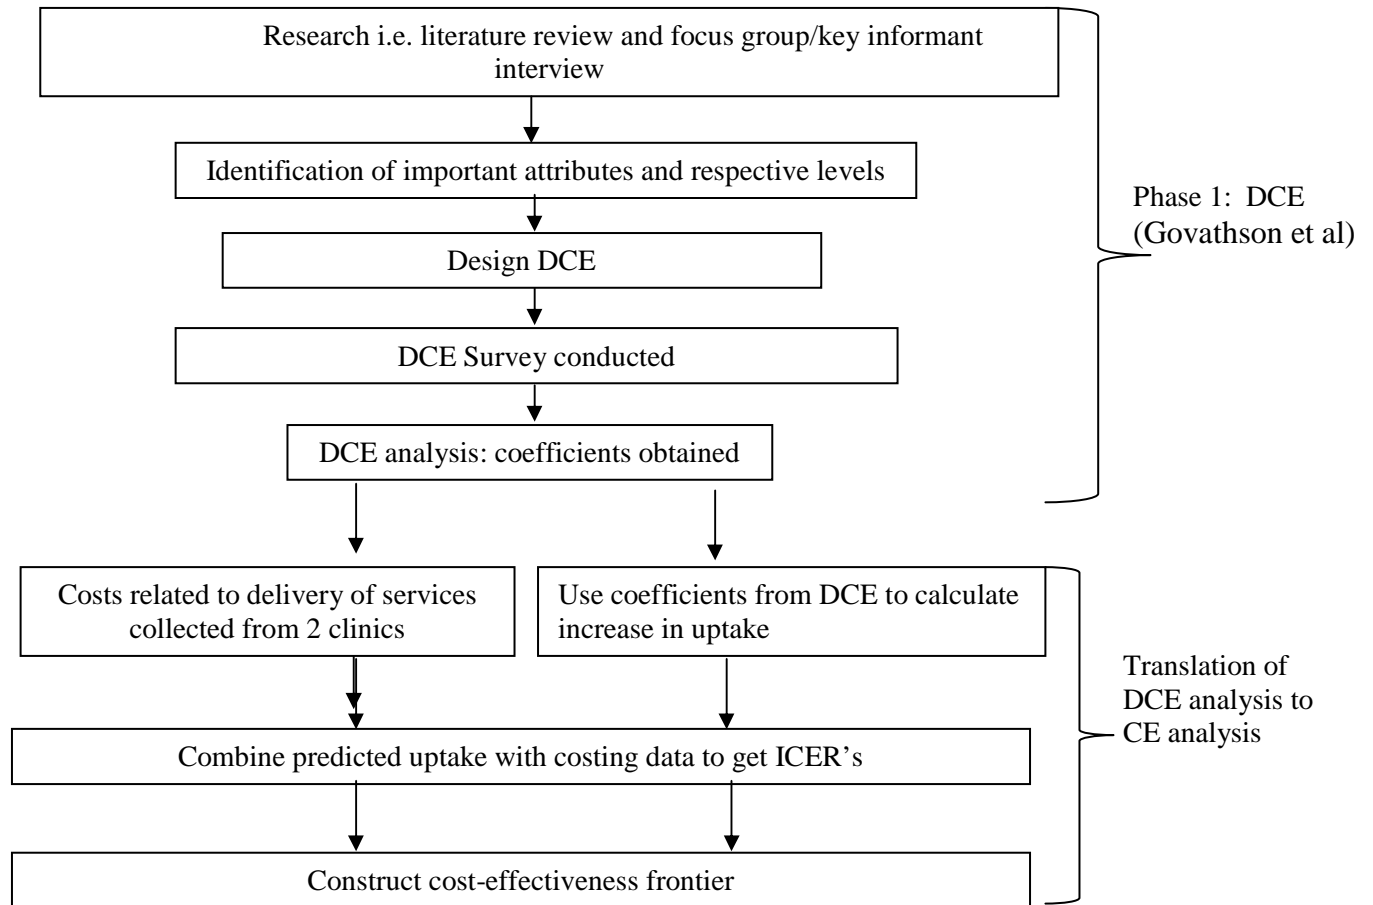 Research i.e. literature review and focus group/key informant
interview
Identification of important attributes and respective levels
Design DCE
DCE Survey conducted
DCE analysis: coefficients obtained
Phase 1:  DCE
(Govathson et al)
Costs related to delivery of services
collected from 2 clinics
Use coefficients from DCE to calculate
increase in uptake
Combine predicted uptake with costing data to get ICER’s
Construct cost-effectiveness frontier
Translation of
DCE analysis to
CE analysis